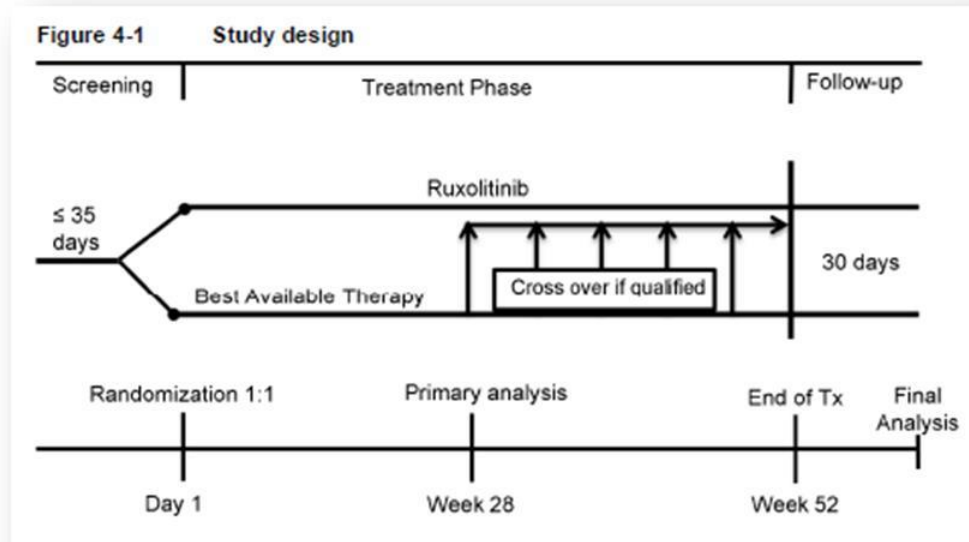 Figure 4-1 Study design
Screening Treatment Phase Follow-up
Ruxolitinib
≤ 35
days
30 days
Cross over if qualified
Best Available Therapy
Randomization 1:1 Primary analysis End of Tx Final
Analysis
Day 1 Week 28 Week 52